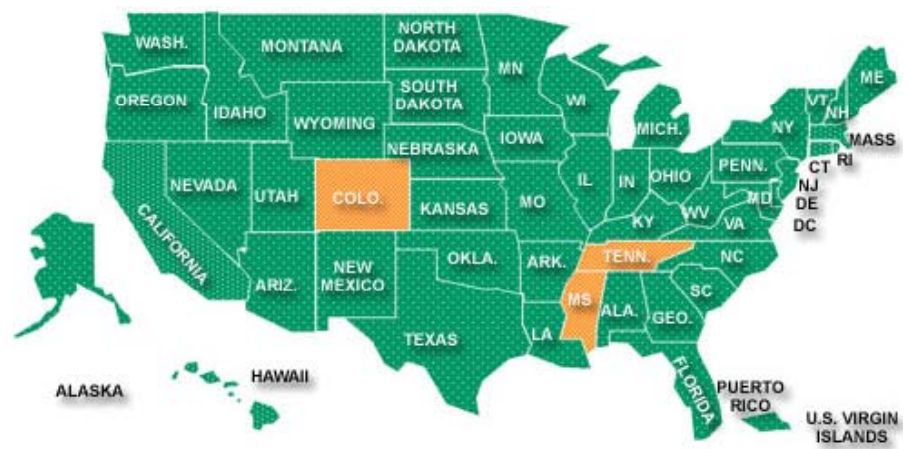 WASH.
MONTANA
NORTH
DAKOTA
MN
ME
OREGON
IDAHO
SOUTH
DAKOTA
WI
VT
NH
WYOMING
MICH.
NY
MASS
NEBRASKA
IOWA
RI
CT
NEVADA
UTAH
COLO.
KANSAS
MO
IL
IN
OHIO
PENN.
NJ
MD
DE
CALIFORNIA
KY
WV
VA
DC
ARIZ.
NEW
MEXICO
OKLA.
ARK.
TENN.
NC
TEXAS
LA
MS
ALA.
GEO.
SC
ALASKA
HAWAII
FLORIDA
PUERTO
RICO
U.S. VIRGIN
ISLANDS